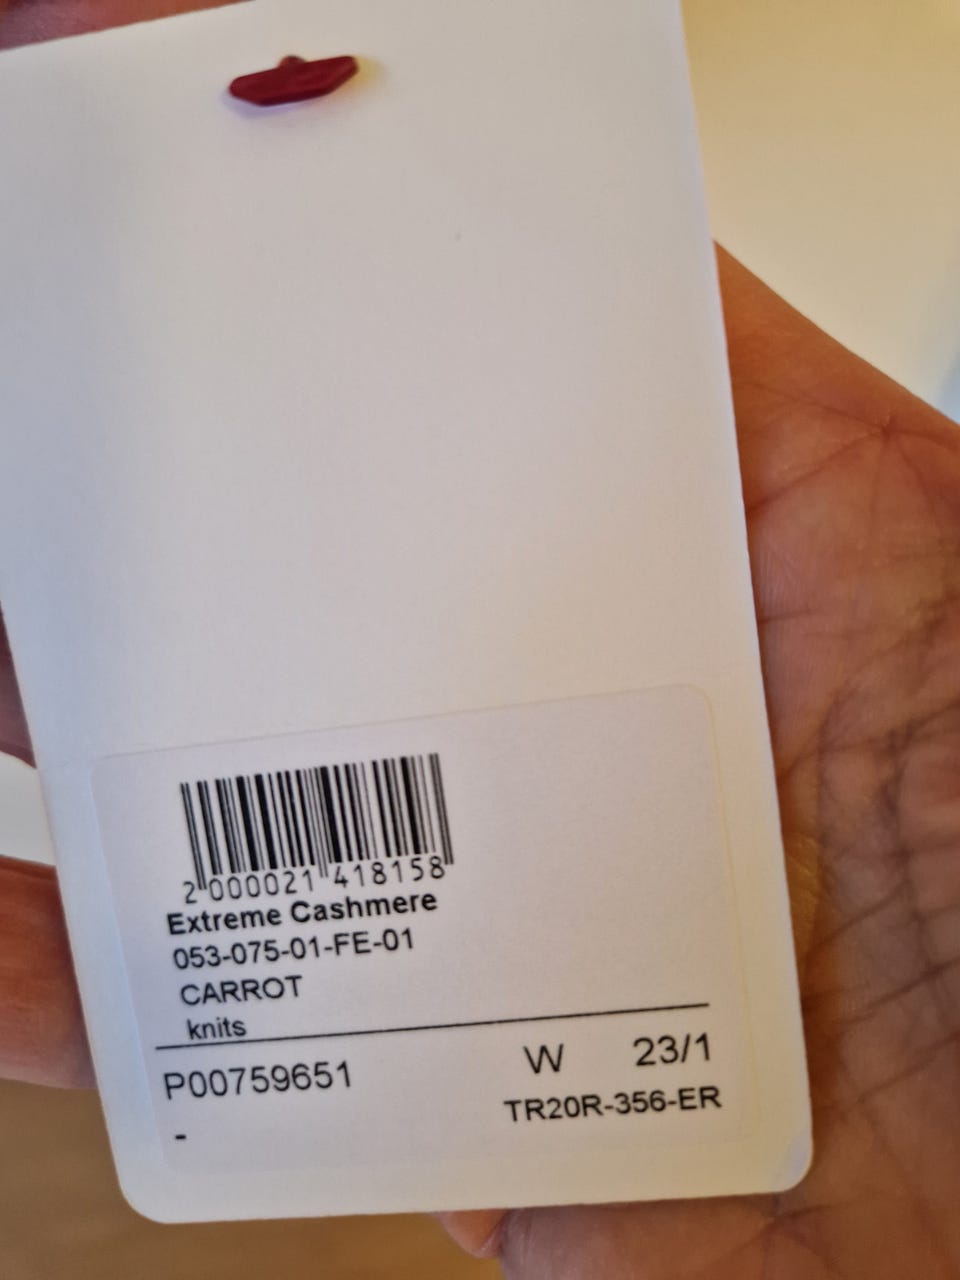 2 000021 418158
Extreme Cashmere
053-075-01-FE-01
CARROT
knits
P00759651 W 23/1
TR20R-356-ER
-